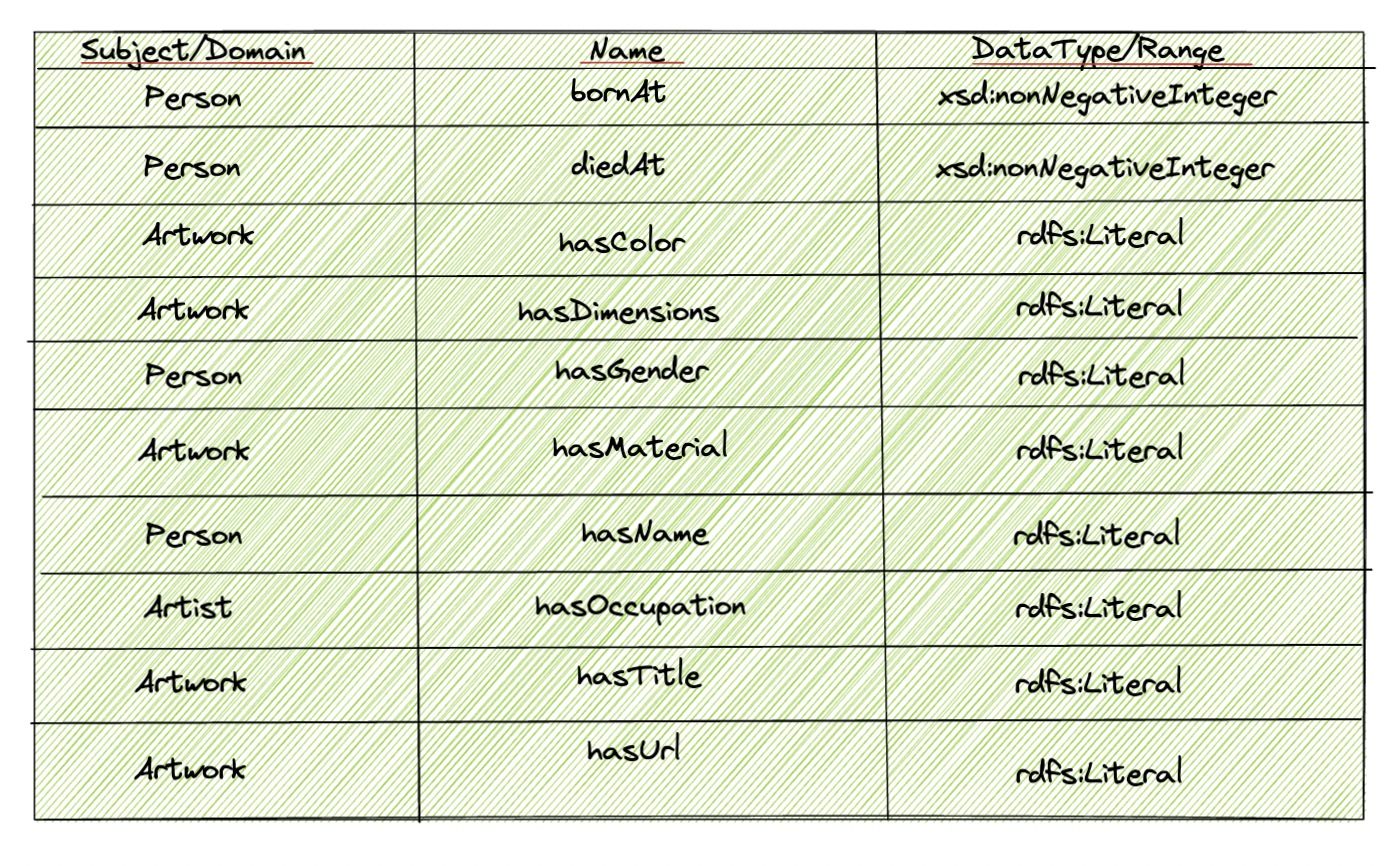 Subject/Domain Name DataType/Range
Person bornAt xsd:nonNegativeInteger
Person diedAt xsd:nonNegativeInteger
Artwork hasColor rdfs:Literal
Artwork hasDimensions rdfs:Literal
Person hasGender rdfs:Literal
Artwork hasMaterial rdfs:Literal
Person hasName rdfs:Literal
Artist hasOccupation rdfs:Literal
Artwork hasTitle rdfs:Literal
Artwork hasUrl rdfs:Literal